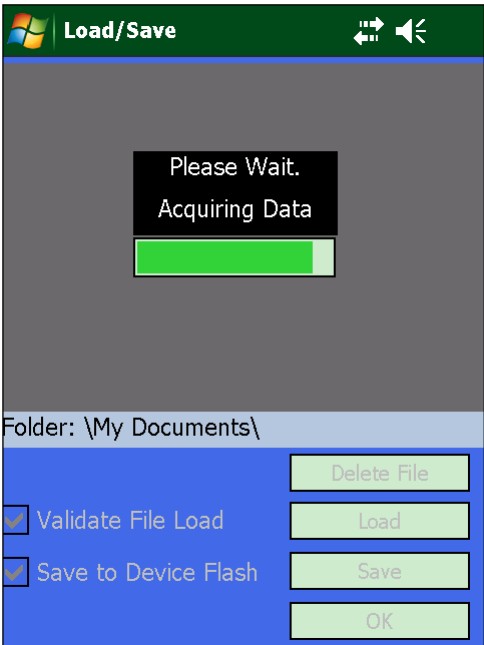 Load/Save
Please Wait.
Acquiring Data
Folder: \My Documents\
Delete File
Validate File Load
Load
Save to Device Flash
Save
OK